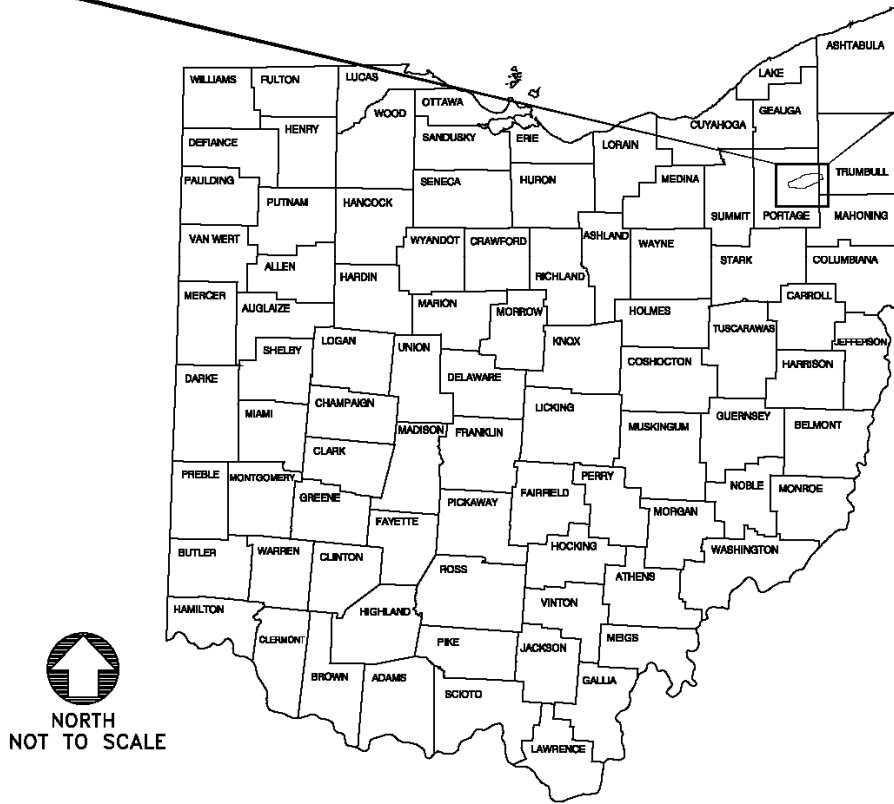 ASHTABULA
LAKE
LUCAS
WILLIAMS
FULTON
GEAUGA
OTTAWA
WOOD
CUYAHOGA
HENRY
SANDUSKY
ERIE
DEFIANCE
LORAIN
TRUMBULL
PAULDING
SENECA
HURON
MEDINA
PUTNAM
HANCOCK
SUMMIT
PORTAGE
MAHONING
VAN WERT
WYANDOT
CRAWFORD
ASHLAND
WAYNE
STARK
COLUMBIANA
ALLEN
HARDIN
RICHLAND
MERCER
CARROLL
AUGLAIZE
MARION
MORROW
HOLMES
TUSCARAWAS
LOGAN
UNION
KNOX
JEFFERSON
SHELBY
COSHOCTON
HARRISON
DARKE
DELAWARE
CHAMPAIGN
LICKING
MIAMI
GUERNSEY
MADISON
FRANKLIN
MUSKINGUM
BELMONT
CLARK
PREBLE
MONTGOMERY
PERRY
NOBLE
MONROE
GREENE
PICKAWAY
FAIRFIELD
MORGAN
FAYETTE
BUTLER
WARREN
CLINTON
HOCKING
WASHINGTON
ROSS
ATHENS
HAMILTON
HIGHLAND
VINTON
CLERMONT
PIKE
JACKSON
MEIGS
BROWN
ADAMS
SCIOTO
GALLIA
LAWRENCE
NORTH
NOT TO SCALE